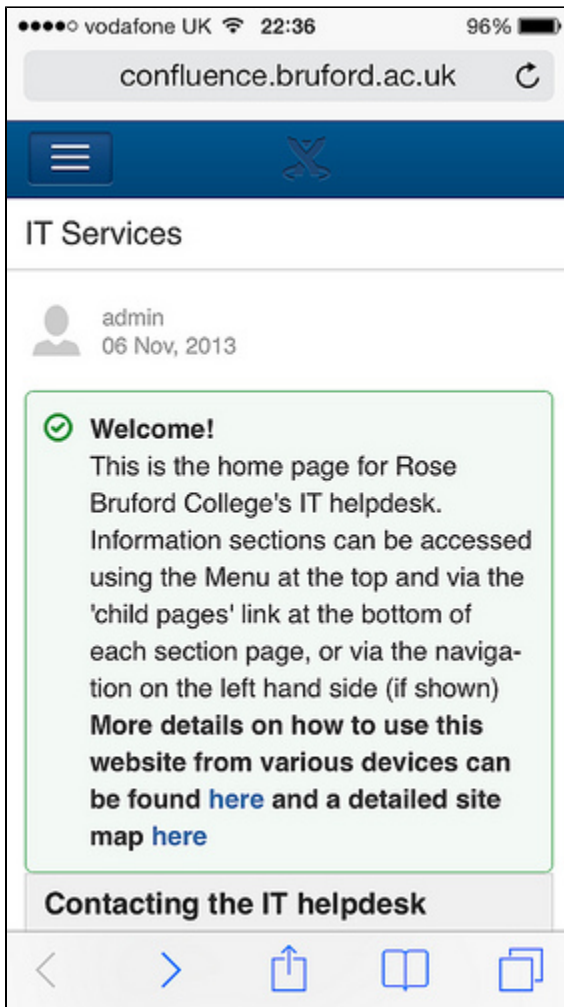 vodafone UK 22:36 96%
confluence.bruford.ac.uk
IT Services
admin
06 Nov, 2013
Welcome!
This is the home page for Rose
Bruford College's IT helpdesk.
Information sections can be accessed
using the Menu at the top and via the
'child pages' link at the bottom of
each section page, or via the naviga-
tion on the left hand side (if shown)
More details on how to use this
website from various devices can
be found here and a detailed site
map here
Contacting the IT helpdesk